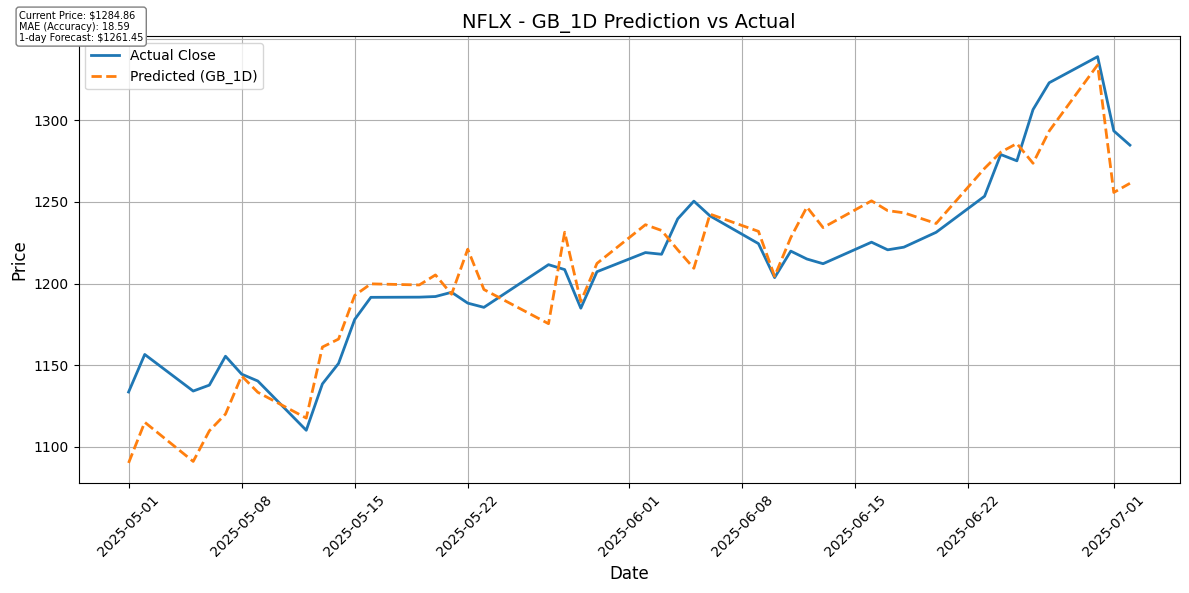 Current Price: $1284.86
MAE (Accuracy): 18.59
1-day Forecast: $1261.45
NFLX - GB_1D Prediction vs Actual
Actual Close
Predicted (GB_1D)
Price
1300
1250
1200
1150
1100
2025-05-01
2025-05-08
2025-05-15
2025-05-22
2025-06-01
2025-06-08
2025-06-15
2025-06-22
2025-07-01
Date